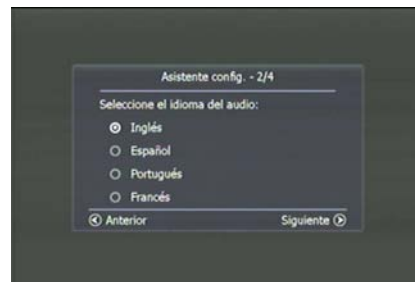 Asistente config. - 2/4
Seleccione el idioma del audio:
Inglés
Español
Portugués
Francés
Anterior Siguiente